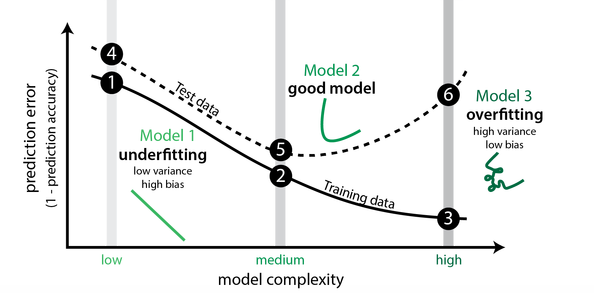 prediction error
(1 - prediction accuracy)
4
1
Test data
Model 1
underfitting
low variance
high bias
Model 2
good model
5
2
Training data
6
3
Model 3
overfitting
high variance
low bias
low
medium
high
model complexity